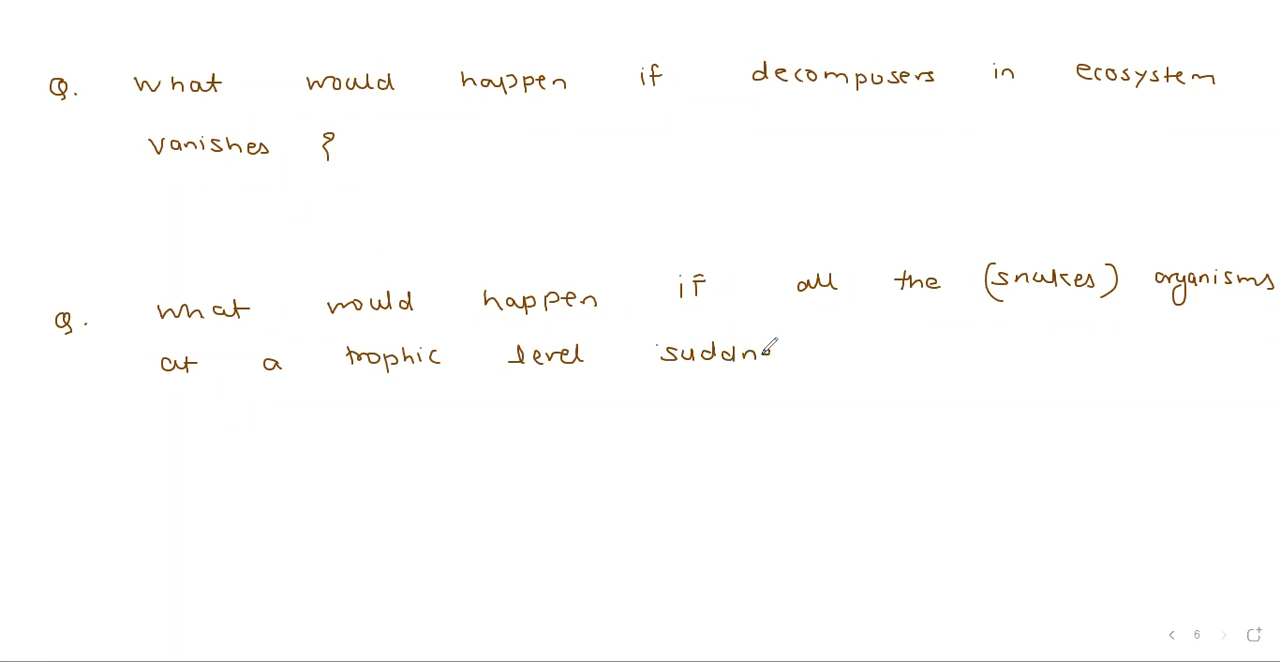 Q. What would happen if decomposers in ecosystem
vanishes ?
Q. What would happen if all the (snakes) organisms
at a trophic level suddn
6